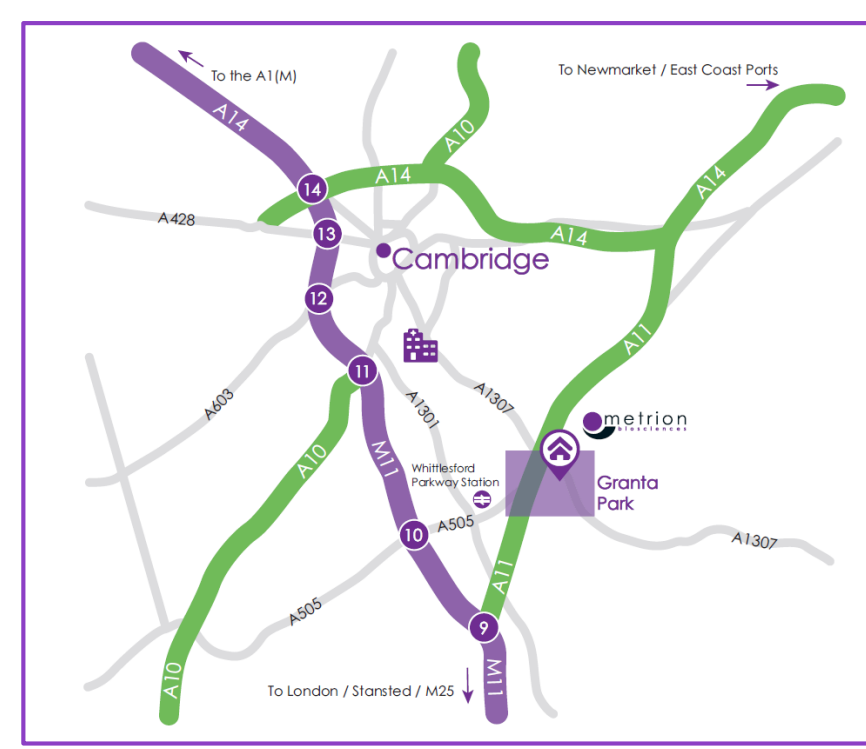 To the A1(M)
To Newmarket / East Coast Ports
A14
A10
A14
A14
14
A428
13
A14
Cambridge
12
A11
11
A603
A1301
A1307
metrion
biosciences
A10
M11
Whittlesford
Parkway Station
Granta
Park
10
A505
A1307
A11
A505
9
A10
M11
To London / Stansted / M25